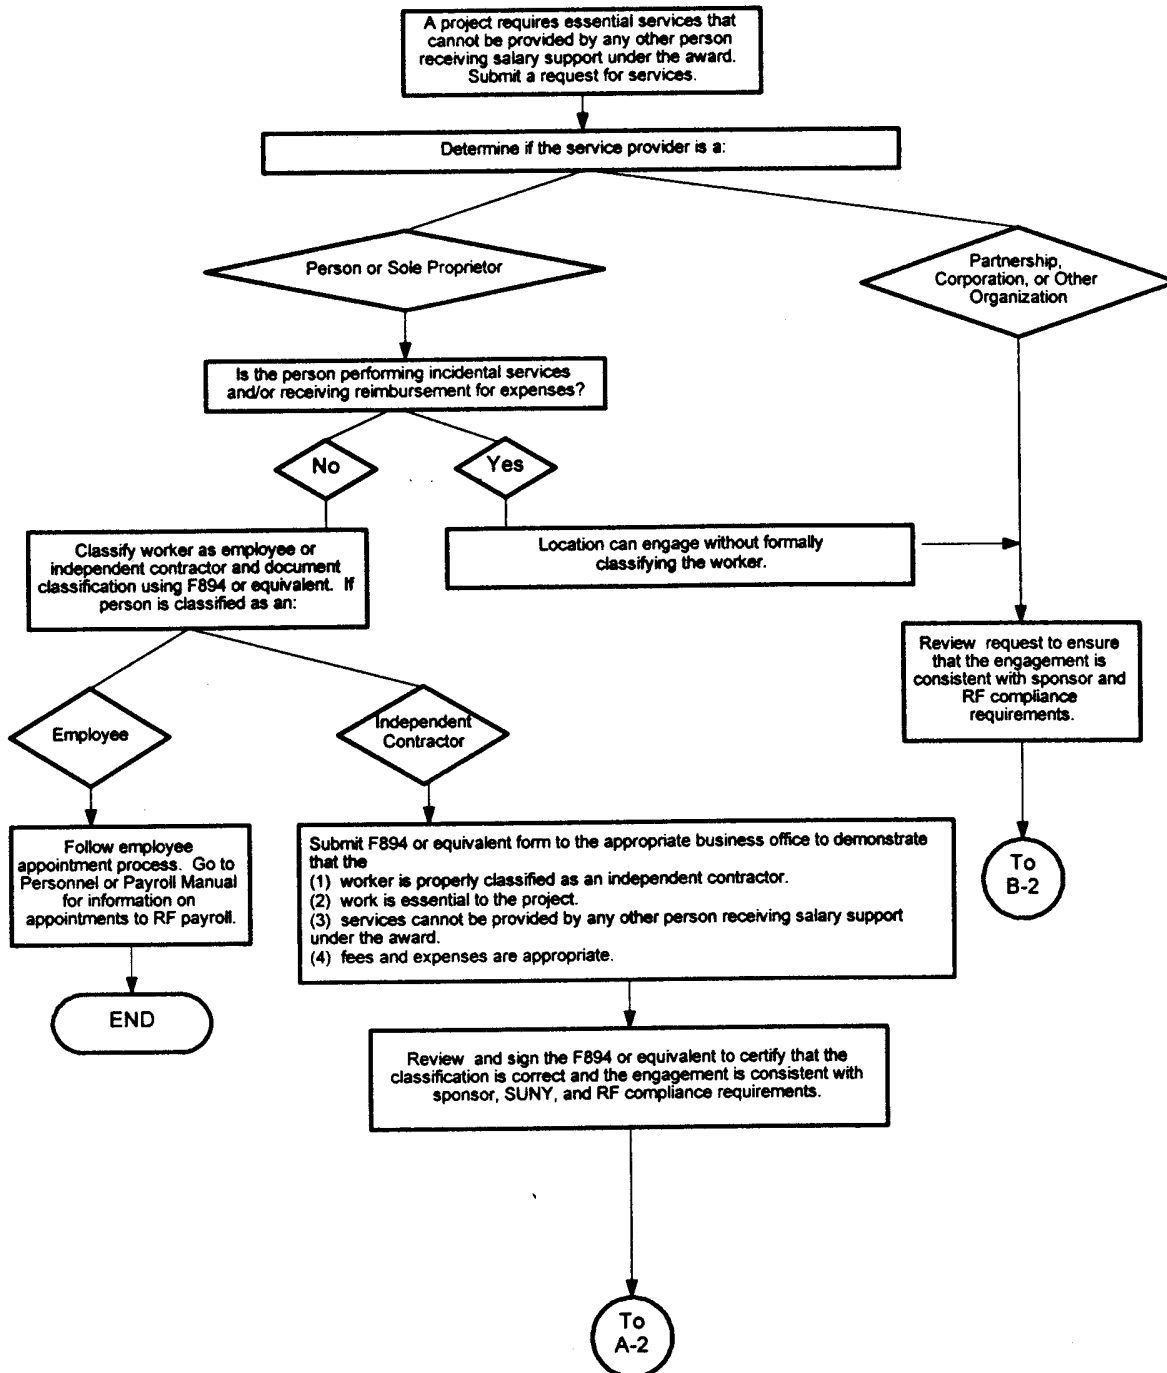 A project requires essential services that
cannot be provided by any other person
receiving salary support under the award.
Submit a request for services.
Determine if the service provider is a:
Person or Sole Proprietor
Partnership,
Corporation, or Other
Organization
Is the person performing incidental services
and/or receiving reimbursement for expenses?
No
Yes
Classify worker as employee or
independent contractor and document
classification using F894 or equivalent. If
person is classified as an:
Location can engage without formally
classifying the worker.
Review request to ensure
that the engagement is
consistent with sponsor and
RF compliance
requirements.
Employee
Independent
Contractor
Follow employee
appointment process. Go to
Personnel or Payroll Manual
for information on
appointments to RF payroll.
Submit F894 or equivalent form to the appropriate business office to demonstrate
that the
(1) worker is properly classified as an independent contractor.
(2) work is essential to the project.
(3) services cannot be provided by any other person receiving salary support
under the award.
(4) fees and expenses are appropriate.
To
B-2
END
Review and sign the F894 or equivalent to certify that the
classification is correct and the engagement is consistent with
sponsor, SUNY, and RF compliance requirements.
To
A-2